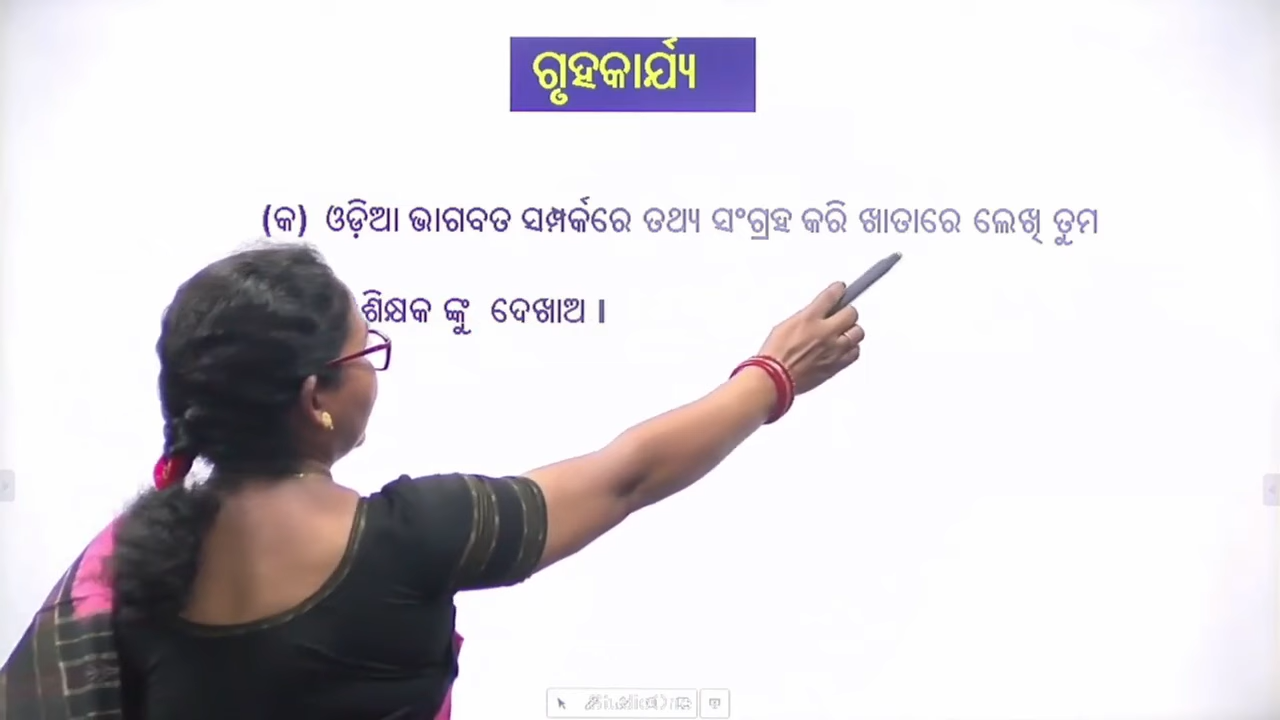 ଗୃହକାର୍ଯ୍ୟ
(କ) ଓଡ଼ିଆ ଭାଗବତ ସମ୍ପର୍କରେ ତଥ୍ୟ ସଂଗ୍ରହ କରି ଖାତାରେ ଲେଖି ତୁମ
ଶିକ୍ଷକ ଙ୍କୁ ଦେଖାଅ ।